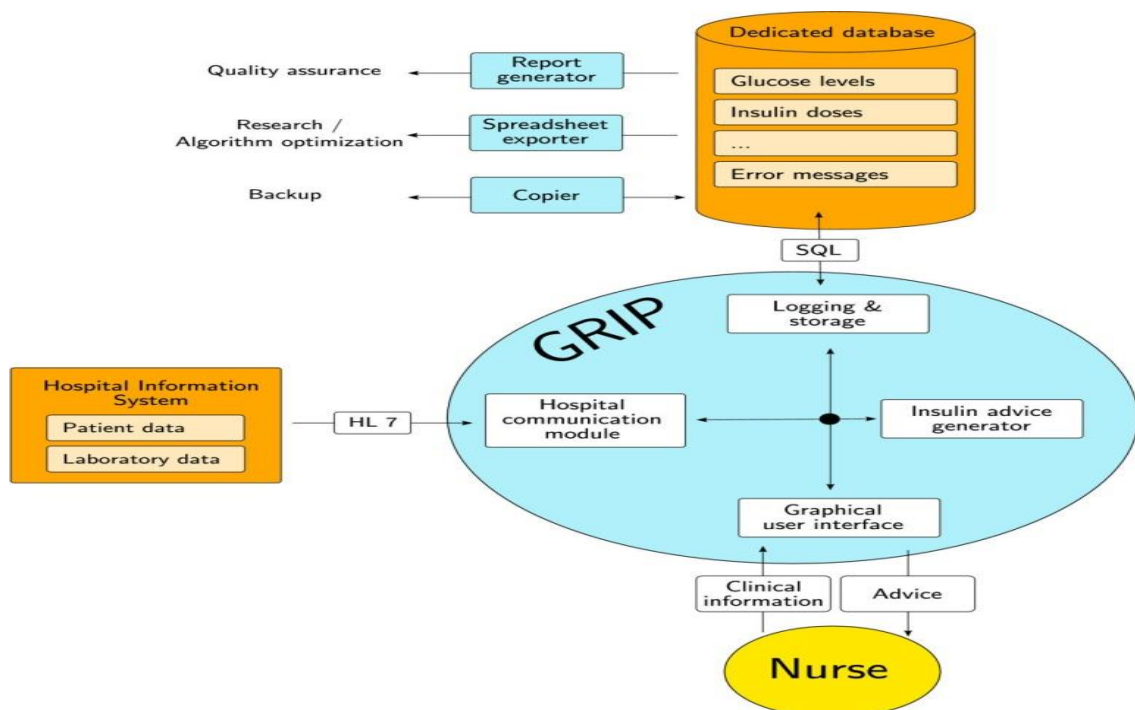 Dedicated database
Quality assurance
Report
generator
Glucose levels
Insulin doses
...
Error messages
Research /
Algorithm optimization
Spreadsheet
exporter
Backup
Copier
SQL
GRIP
Logging &
storage
Hospital Information
System
Patient data
Laboratory data
HL 7
Hospital
communication
module
Insulin advice
generator
Graphical
user interface
Clinical
information
Advice
Nurse